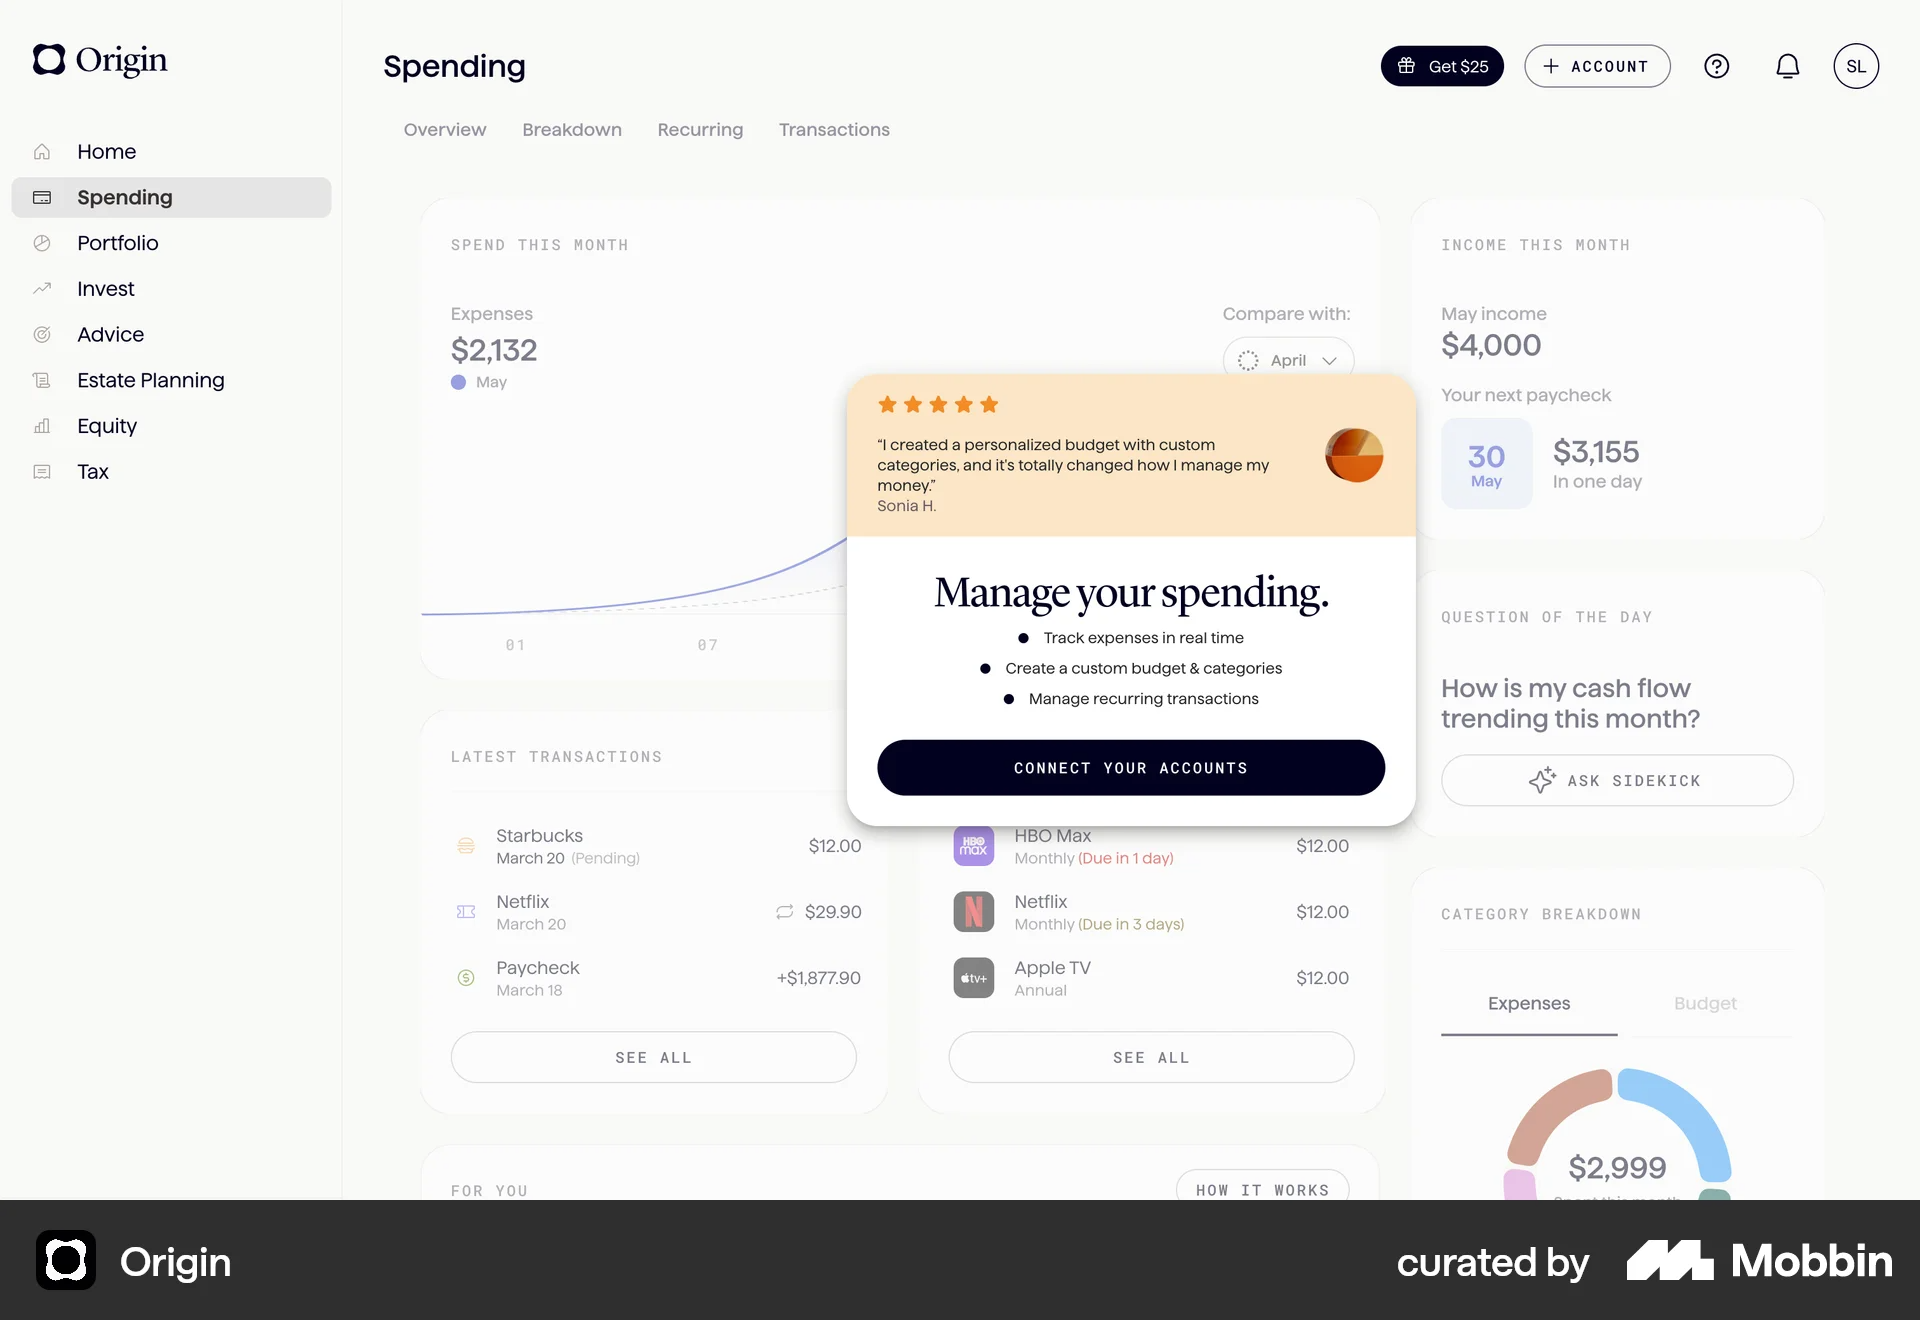 Origin
Home
Spending
Portfolio
Invest
Advice
Estate Planning
Equity
Tax
Spending
Get $25
ACCOUNT
SL
Overview
Breakdown
Recurring
Transactions
SPEND THIS MONTH
Expenses
$2,132
May
Compare with:
April
01
07
INCOME THIS MONTH
May income
$4,000
Your next paycheck
30
May
$3,155
In one day
“I created a personalized budget with custom
categories, and it's totally changed how I manage my
money.”
Sonia H.
Manage your spending.
Track expenses in real time
Create a custom budget & categories
Manage recurring transactions
CONNECT YOUR ACCOUNTS
QUESTION OF THE DAY
How is my cash flow
trending this month?
ASK SIDEKICK
LATEST TRANSACTIONS
Starbucks
March 20 (Pending)
$12.00
Netflix
March 20
$29.90
Paycheck
March 18
+$1,877.90
SEE ALL
HBO
max
HBO Max
Monthly (Due in 1 day)
$12.00
N
Netflix
Monthly (Due in 3 days)
$12.00
tv+
Apple TV
Annual
$12.00
SEE ALL
CATEGORY BREAKDOWN
Expenses
Budget
$2,999
Spent this month
FOR YOU
HOW IT WORKS
Origin
curated by
Mobbin